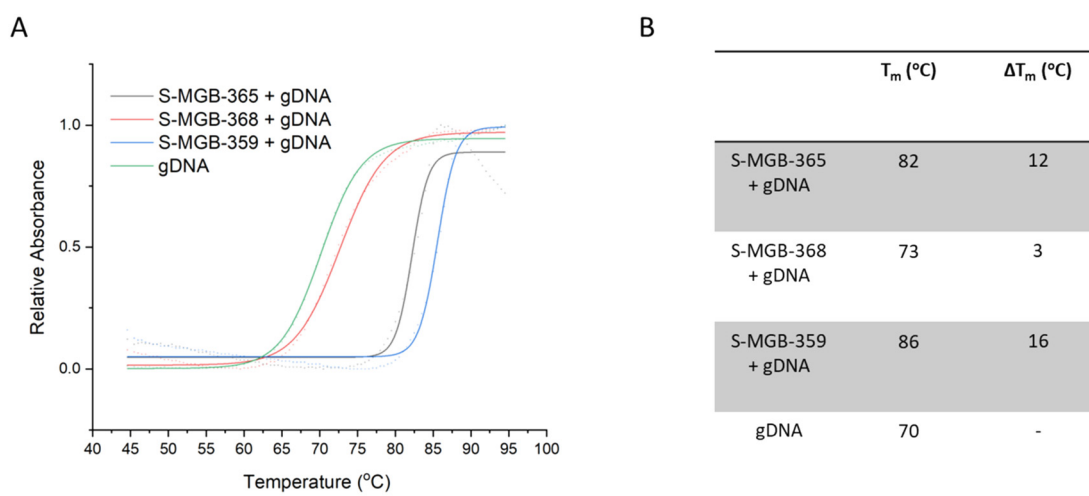 A
S-MGB-365 + gDNA
S-MGB-368 + gDNA
S-MGB-359 + gDNA
gDNA
1.0
0.5
0.0
Relative Absorbance
40 45 50 55 60 65 70 75 80 85 90 95 100
Temperature (°C)
B
Tm (°C) ΔTm (°C)
S-MGB-365 82 12
+ gDNA
S-MGB-368 73 3
+ gDNA
S-MGB-359 86 16
+ gDNA
gDNA 70 -